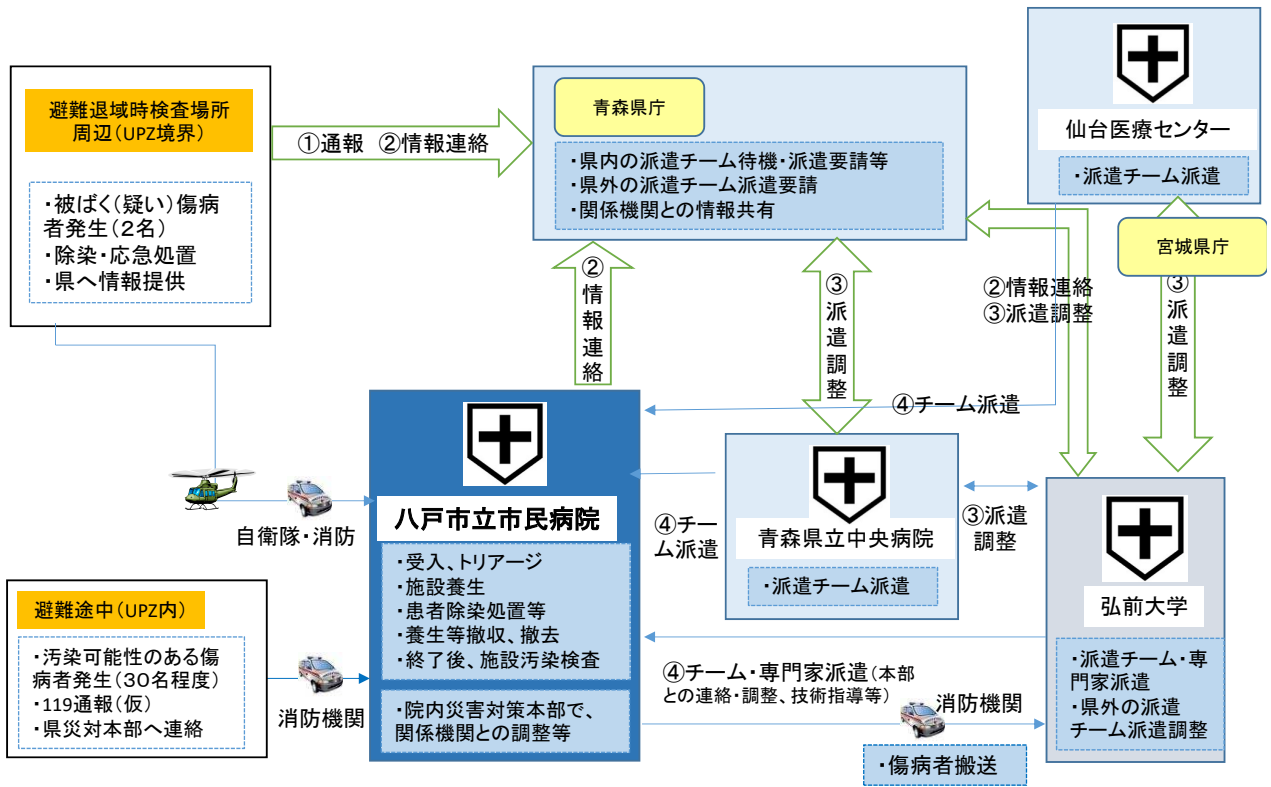 避難退域時検査場所
周辺（UPZ境界）
・被ばく（疑い）傷病
者発生（２名）
・除染・応急処置
・県へ情報提供
①通報　②情報連絡
青森県庁
・県内の派遣チーム待機・派遣要請等
・県外の派遣チーム派遣要請
・関係機関との情報共有
仙台医療センター
・派遣チーム派遣
宮城県庁
②情報連絡
③派遣調整
②情報連絡
③派遣調整
③派遣調整
④チーム派遣
自衛隊・消防
八戸市立市民病院
・受入、トリアージ
・施設養生
・患者除染処置等
・養生等撤収、撤去
・終了後、施設汚染検査
・院内災害対策本部で、
関係機関との調整等
④チー
ム派遣
青森県立中央病院
・派遣チーム派遣
③派遣
調整
弘前大学
・派遣チーム・専
門家派遣
・県外の派遣
チーム派遣調整
避難途中（UPZ内）
・汚染可能性のある傷
病者発生（３０名程度）
・119通報（仮）
・県災対本部へ連絡
消防機関
④チーム・専門家派遣（本部
との連絡・調整、技術指導等）
消防機関
・傷病者搬送